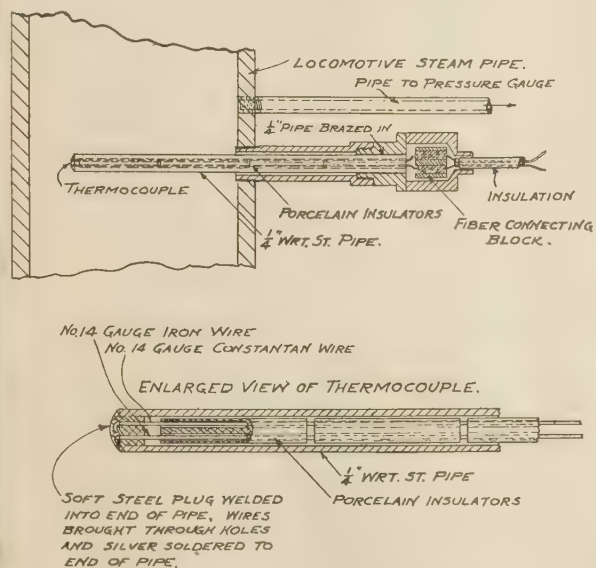 LOCOMOTIVE STEAM PIPE.
PIPE TO PRESSURE GAUGE
1/4" PIPE BRAZED IN
THERMOCOUPLE
INSULATION
PORCELAIN INSULATORS
FIBER CONNECTING
BLOCK.
1/4" WRT. ST. PIPE.
No. 14 GAUGE IRON WIRE
No. 14 GAUGE CONSTANTAN WIRE
ENLARGED VIEW OF THERMOCOUPLE.
1/4" WRT. ST. PIPE
PORCELAIN INSULATORS
SOFT STEEL PLUG WELDED
INTO END OF PIPE, WIRES
BROUGHT THROUGH HOLES
AND SILVER SOLDERED TO
END OF PIPE.